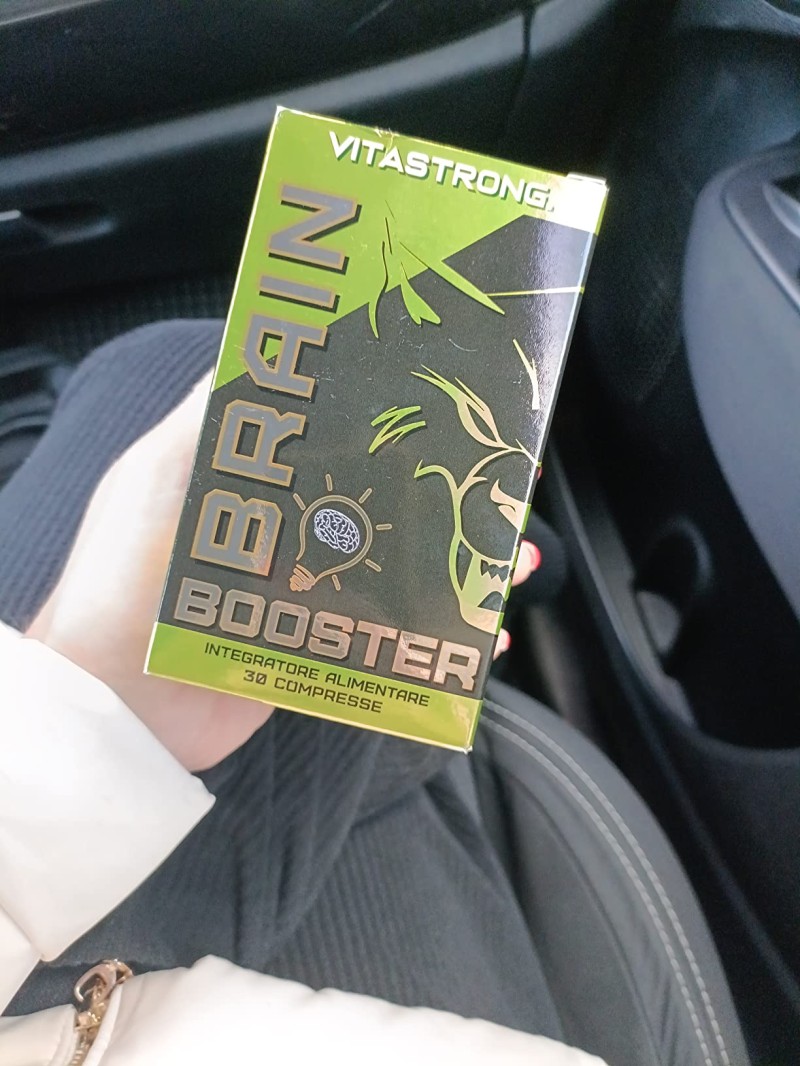 VITASTRONG
BRAIN
BOOSTER
INTEGRATORE ALIMENTARE
30 COMPRESSE